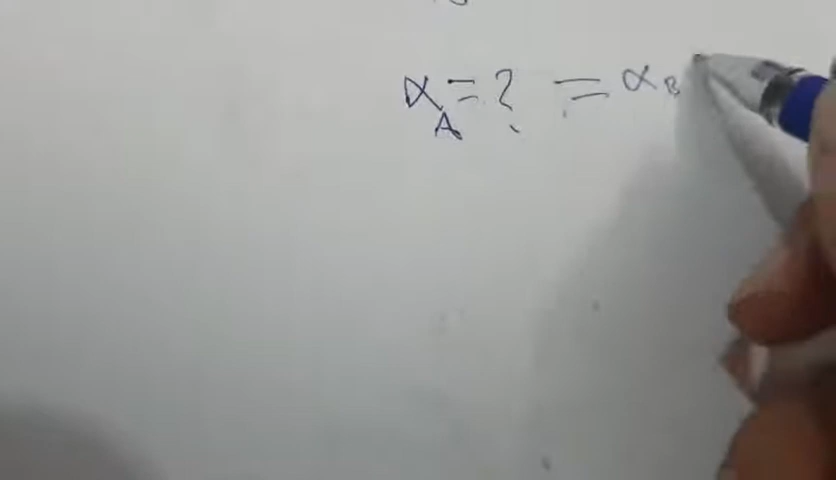 α_A = ? = α_B